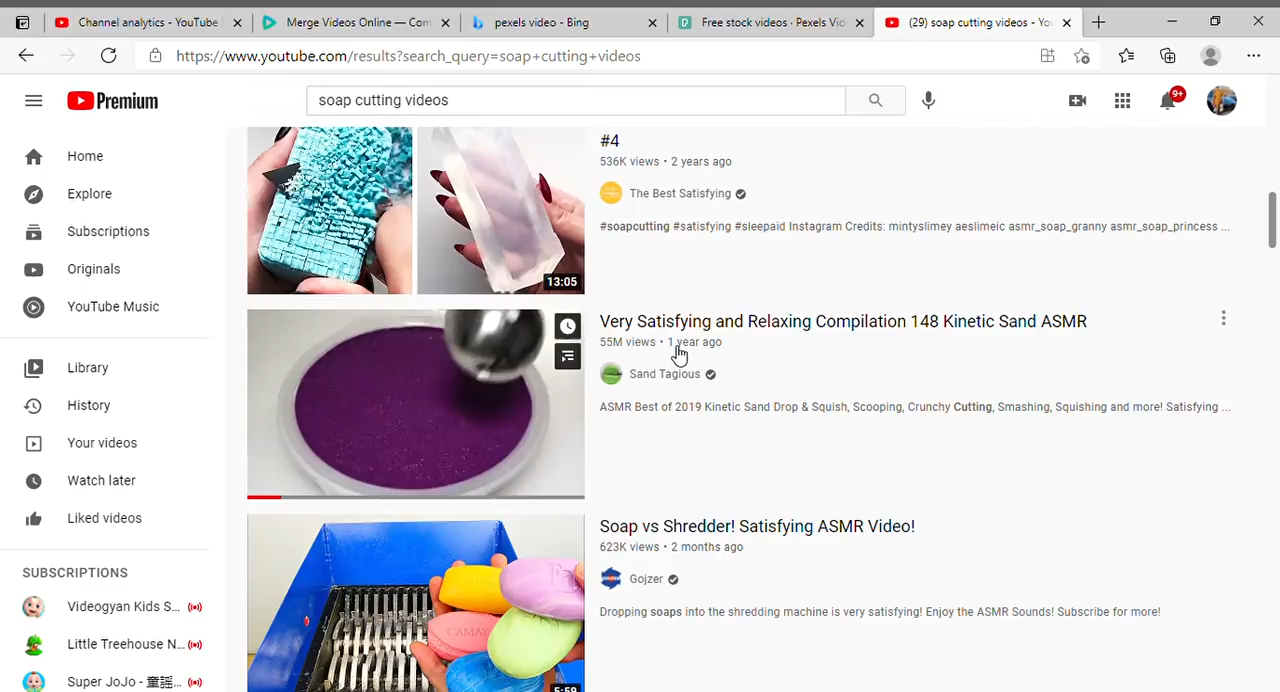 Channel analytics - YouTube
Merge Videos Online — Com
pexels video - Bing
Free stock videos · Pexels Vid
(29) soap cutting videos - You
https://www.youtube.com/results?search_query=soap+cutting+videos
Premium
soap cutting videos
9+
Home
Explore
Subscriptions
Originals
YouTube Music
Library
History
Your videos
Watch later
Liked videos
SUBSCRIPTIONS
Videogyan Kids S...
Little Treehouse N...
Super JoJo - 童謡...
13:05
#4
536K views • 2 years ago
The Best Satisfying
#soapcutting #satisfying #sleepaid Instagram Credits: mintyslimey aeslimeic asmr_soap_granny asmr_soap_princess ...
Very Satisfying and Relaxing Compilation 148 Kinetic Sand ASMR
55M views • 1 year ago
Sand Tagious
ASMR Best of 2019 Kinetic Sand Drop & Squish, Scooping, Crunchy Cutting, Smashing, Squishing and more! Satisfying ...
CAMAY
5:59
Soap vs Shredder! Satisfying ASMR Video!
623K views • 2 months ago
Gojzer
Dropping soaps into the shredding machine is very satisfying! Enjoy the ASMR Sounds! Subscribe for more!